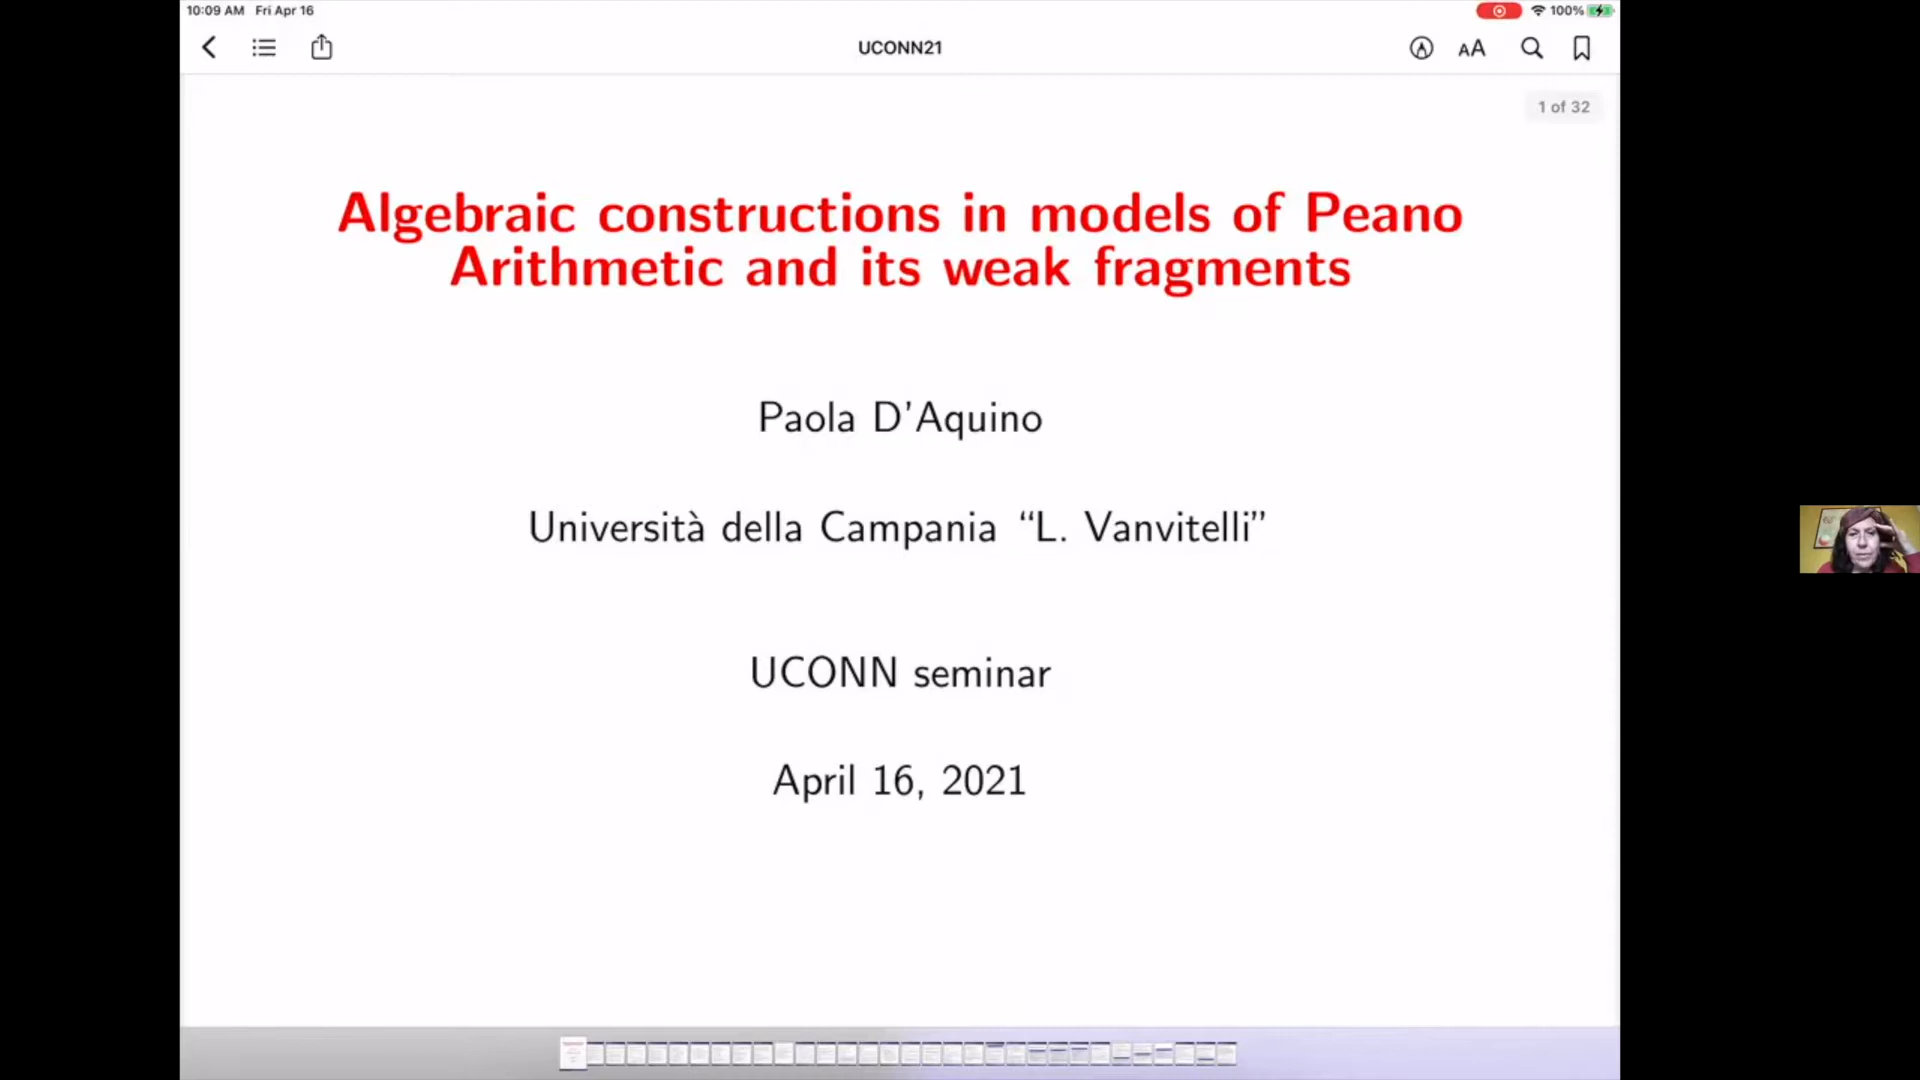 10:09 AM Fri Apr 16
100%
UCONN21
AA
1 of 32
Algebraic constructions in models of Peano
Arithmetic and its weak fragments
Paola D'Aquino
Università della Campania “L. Vanvitelli”
UCONN seminar
April 16, 2021